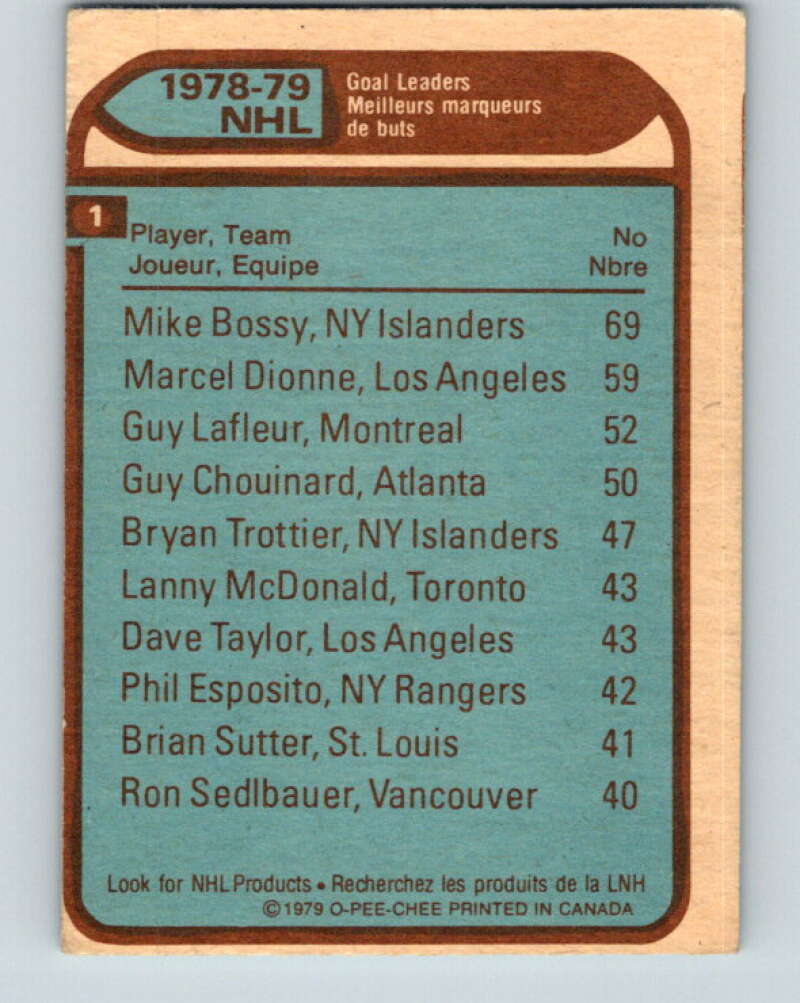 1978-79
NHL
Goal Leaders
Meilleurs marqueurs
de buts
1
Player, Team No
Joueur, Equipe Nbre
Mike Bossy, NY Islanders 69
Marcel Dionne, Los Angeles 59
Guy Lafleur, Montreal 52
Guy Chouinard, Atlanta 50
Bryan Trottier, NY Islanders 47
Lanny McDonald, Toronto 43
Dave Taylor, Los Angeles 43
Phil Esposito, NY Rangers 42
Brian Sutter, St. Louis 41
Ron Sedlbauer, Vancouver 40
Look for NHL Products • Recherchez les produits de la LNH
©1979 O-PEE-CHEE PRINTED IN CANADA